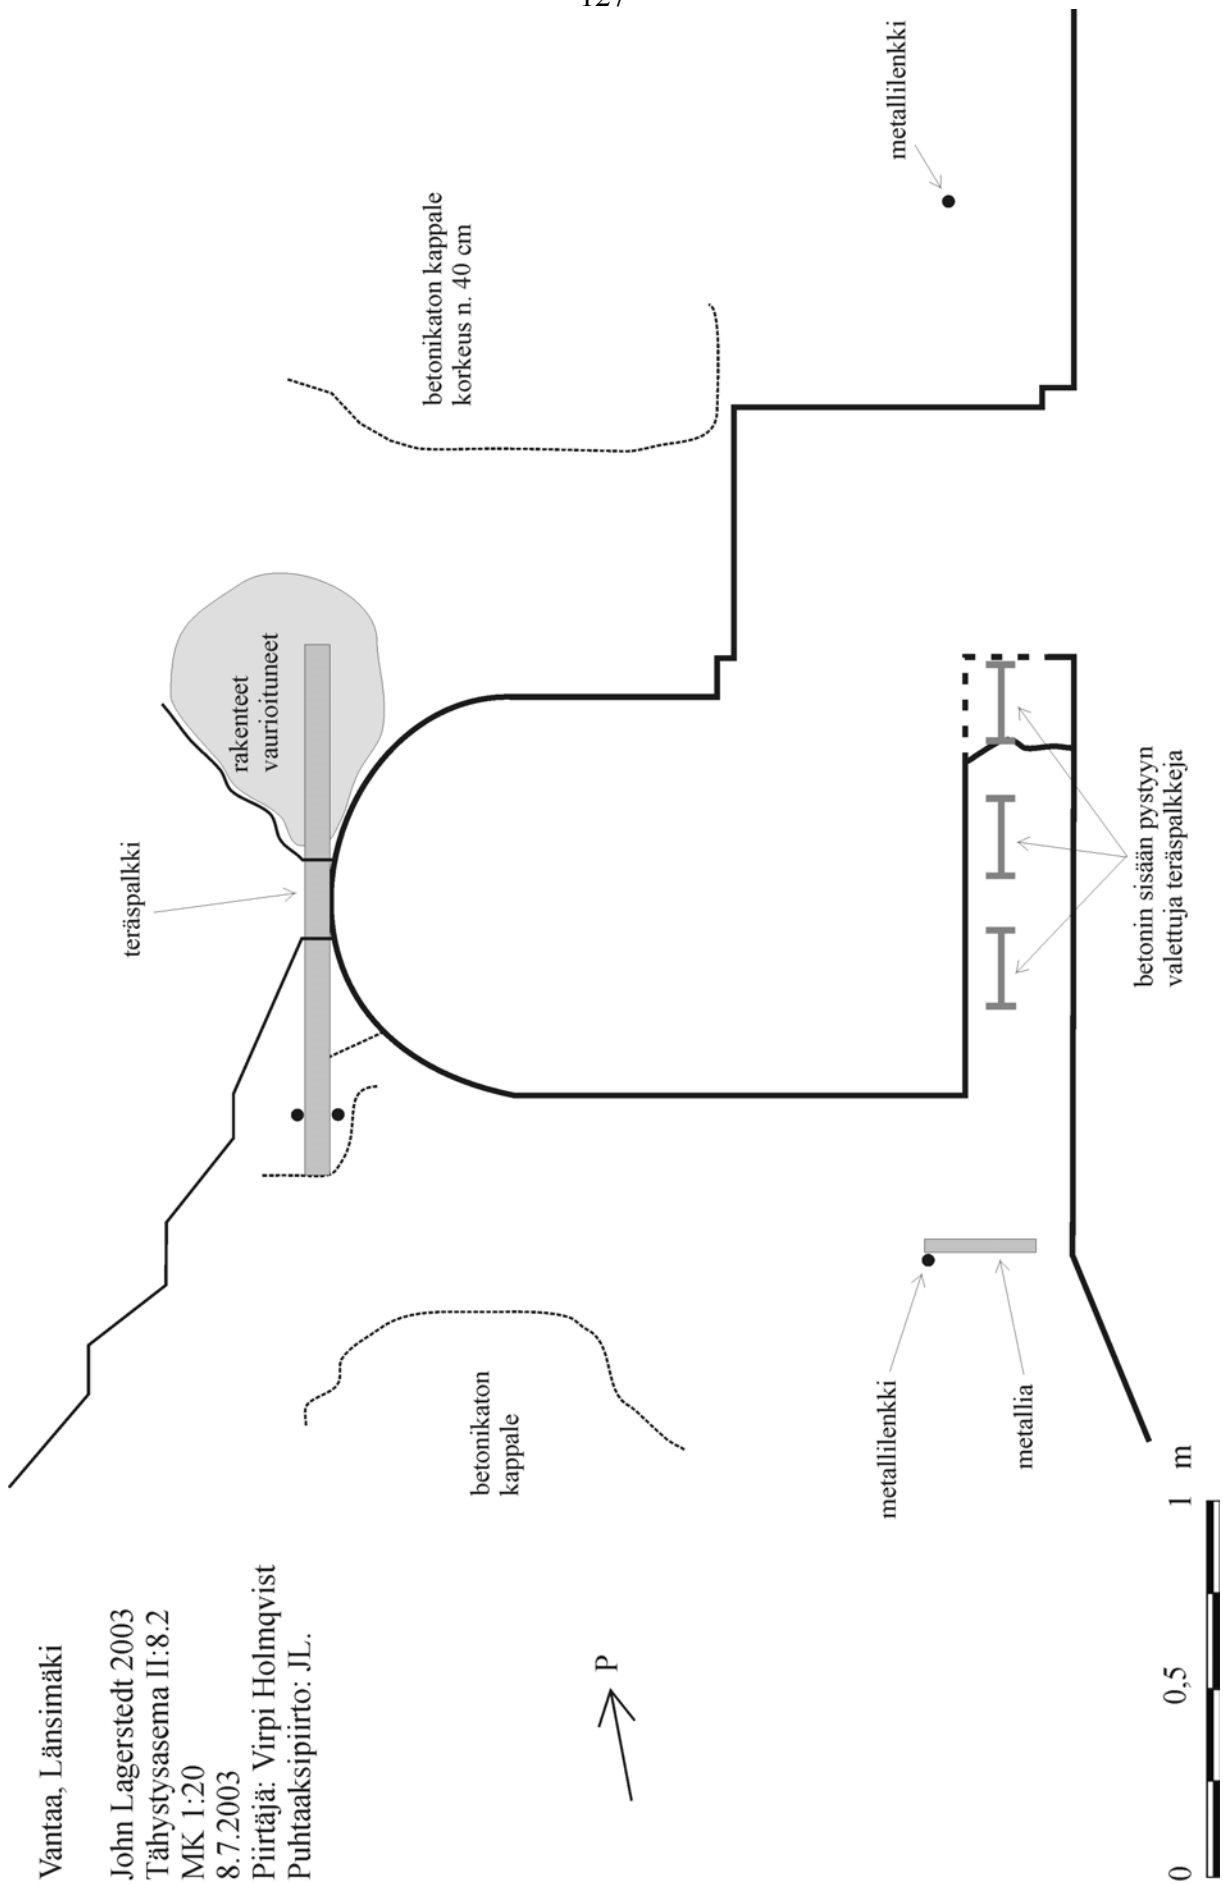 127
Vantaa, Länsimäki
John Lagerstedt 2003
Tähystysasema II:8.2
MK 1:20
8.7.2003
Piirtäjä: Virpi Holmqvist
Puhtaaksipiirto: JL.
P
teräspalkki
rakenteet
vaurioituneet
betonikaton kappale
korkeus n. 40 cm
metallilenkki
betonikaton
kappale
metallilenkki
metallia
betonin sisään pystyyn
valettuja teräspalkkeja
0
0,5
1
m